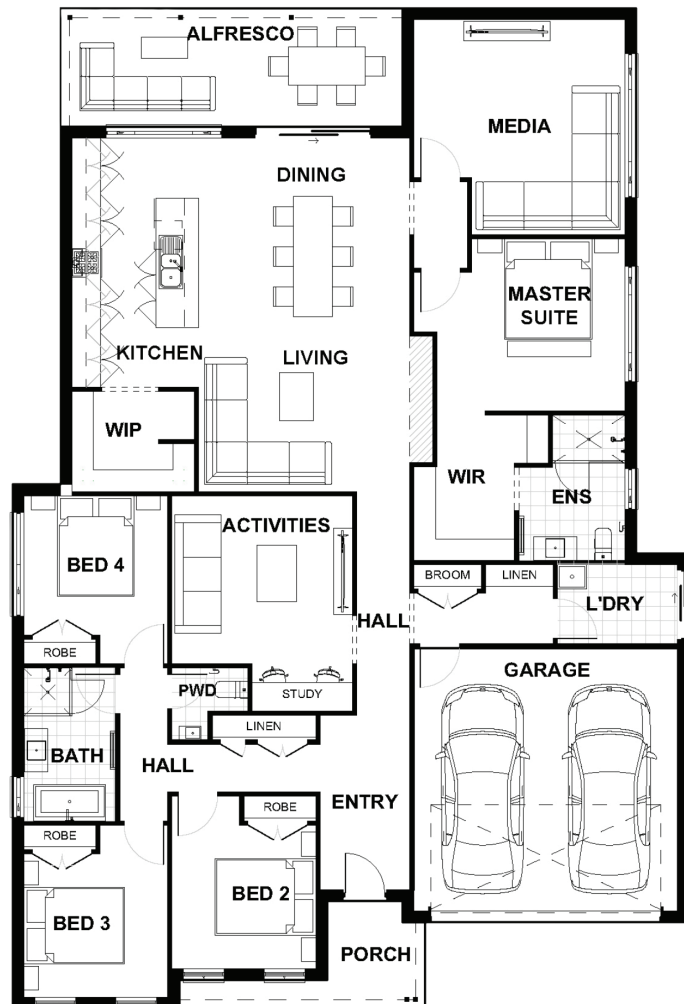 ALFRESCO
MEDIA
DINING
MASTER
SUITE
KITCHEN
LIVING
WIP
WIR
ENS
ACTIVITIES
BED 4
BROOM
LINEN
L'DRY
HALL
ROBE
GARAGE
PWD
STUDY
LINEN
BATH
HALL
ENTRY
ROBE
ROBE
BED 2
BED 3
PORCH